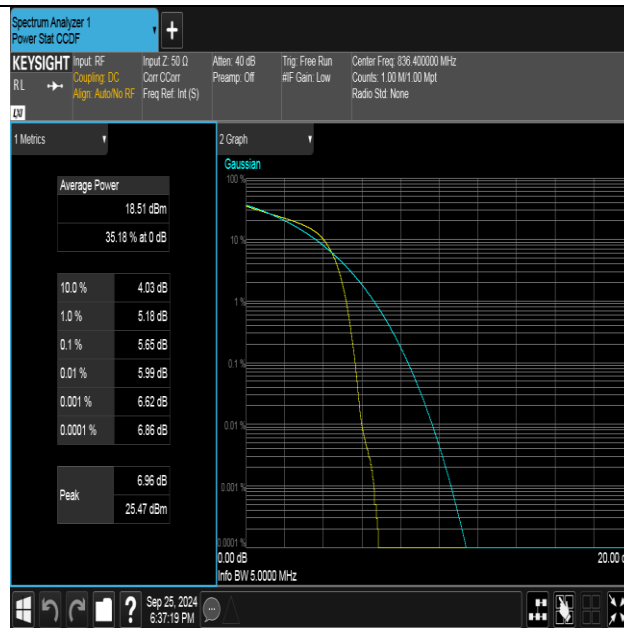 Spectrum Analyzer 1
Power Stat CCDF
+
KEYSIGHT Input: RF Input Z: 50 Ω Atten: 40 dB Trig: Free Run Center Freq: 836.400000 MHz
RL Coupling: DC Corr CCorr Preamp: Off #IF Gain: Low Counts: 1.00 M/1.00 Mpt
Align: Auto/No RF Freq Ref: Int (S) Radio Std: None
LXI
1 Metrics
Average Power
18.51 dBm
35.18 % at 0 dB
10.0 % 4.03 dB
1.0 % 5.18 dB
0.1 % 5.65 dB
0.01 % 5.99 dB
0.001 % 6.62 dB
0.0001 % 6.86 dB
Peak 6.96 dB
25.47 dBm
2 Graph
Gaussian
100 %
10 %
1 %
0.1 %
0.01 %
0.001 %
0.0001 %
0.00 dB 20.00
Info BW 5.0000 MHz
? Sep 25, 2024
6:37:19 PM